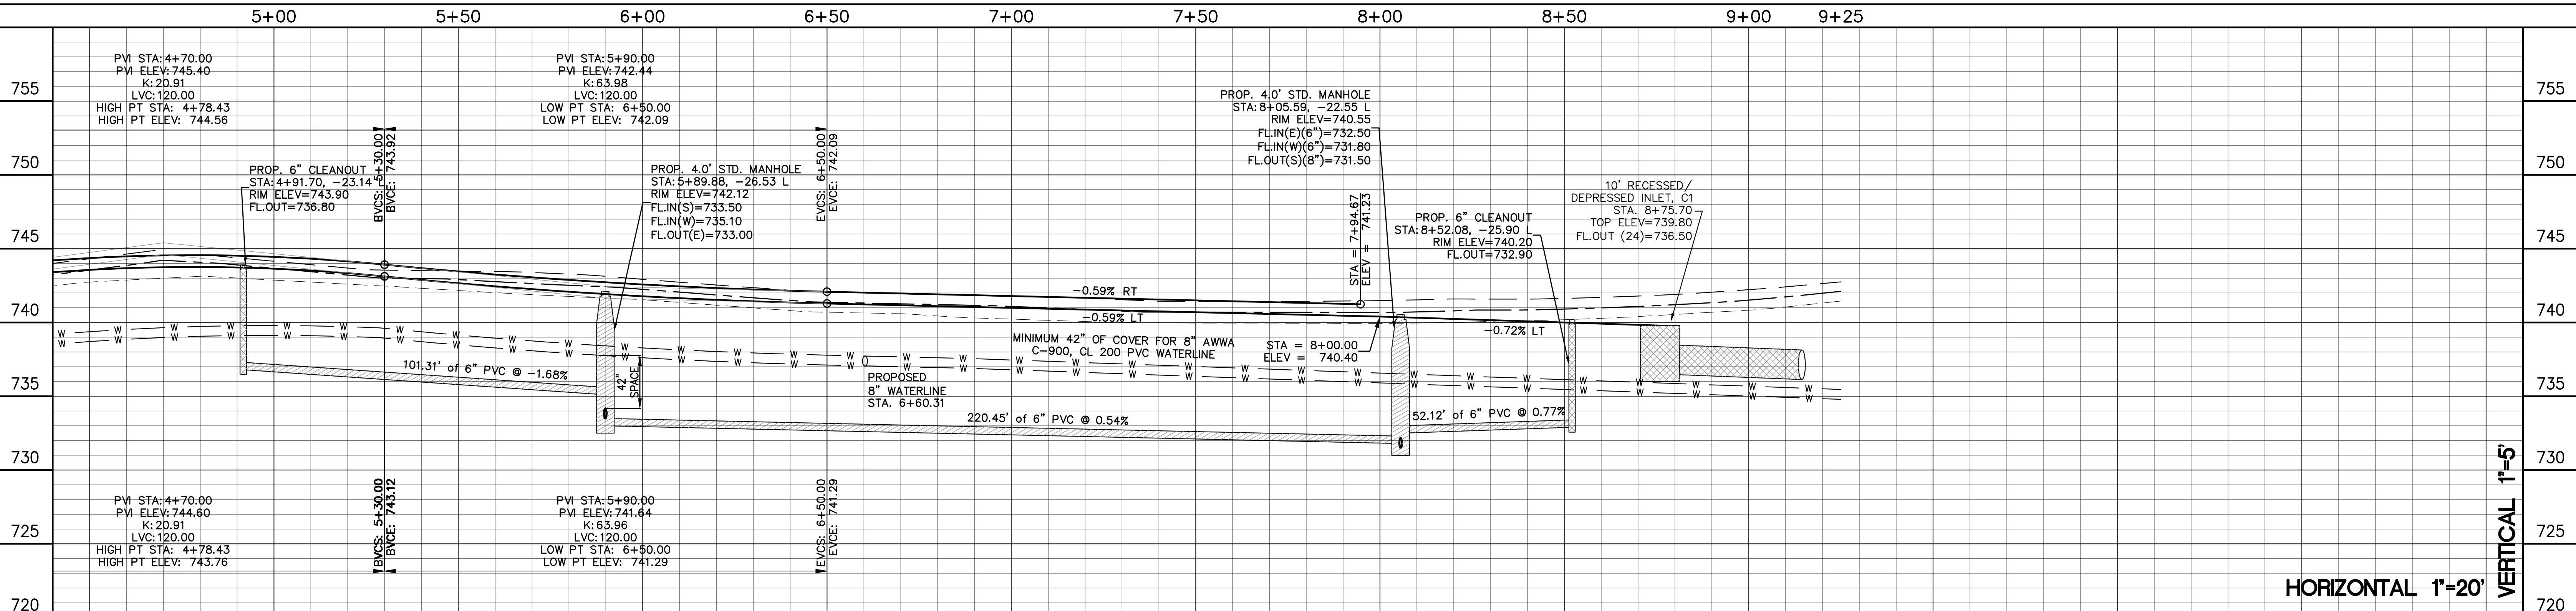 5+00 5+50 6+00 6+50 7+00 7+50 8+00 8+50 9+00 9+25
PVI STA: 4+70.00
PVI ELEV: 745.40
K: 20.91
LVC: 120.00
HIGH PT STA: 4+78.43
HIGH PT ELEV: 744.56
PVI STA: 5+90.00
PVI ELEV: 742.44
K: 63.98
LVC: 120.00
LOW PT STA: 6+50.00
LOW PT ELEV: 742.09
BVCS: 5+30.00
BVCE: 743.92
EVCS: 6+50.00
EVCE: 742.09
755
750
745
740
735
730
725
720
PROP. 6" CLEANOUT
STA: 4+91.70, -23.14 L
RIM ELEV=743.90
FL.OUT=736.80
PROP. 4.0' STD. MANHOLE
STA: 5+89.88, -26.53 L
RIM ELEV=742.12
FL.IN(S)=733.50
FL.IN(W)=735.10
FL.OUT(E)=733.00
PROP. 4.0' STD. MANHOLE
STA: 8+05.59, -22.55 L
RIM ELEV=740.55
FL.IN(E)(6")=732.50
FL.IN(W)(6")=731.80
FL.OUT(S)(8")=731.50
STA = 7+94.67
ELEV = 741.23
PROP. 6" CLEANOUT
STA: 8+52.08, -25.90 L
RIM ELEV=740.20
FL.OUT=732.90
10' RECESSED/
DEPRESSED INLET, C1
STA. 8+75.70
TOP ELEV=739.80
FL.OUT (24)=736.50
-0.59% RT
-0.59% LT
-0.72% LT
MINIMUM 42" OF COVER FOR 8" AWWA
C-900, CL 200 PVC WATERLINE
STA = 8+00.00
ELEV = 740.40
101.31' of 6" PVC @ -1.68%
42"
SPACE
PROPOSED
8" WATERLINE
STA. 6+60.31
220.45' of 6" PVC @ 0.54%
52.12' of 6" PVC @ 0.77%
PVI STA: 4+70.00
PVI ELEV: 744.60
K: 20.91
LVC: 120.00
HIGH PT STA: 4+78.43
HIGH PT ELEV: 743.76
BVCS: 5+30.00
BVCE: 743.12
PVI STA: 5+90.00
PVI ELEV: 741.64
K: 63.96
LVC: 120.00
LOW PT STA: 6+50.00
LOW PT ELEV: 741.29
EVCS: 6+50.00
EVCE: 741.29
755
750
745
740
735
730
725
720
HORIZONTAL 1"=20'
VERTICAL 1"=5'